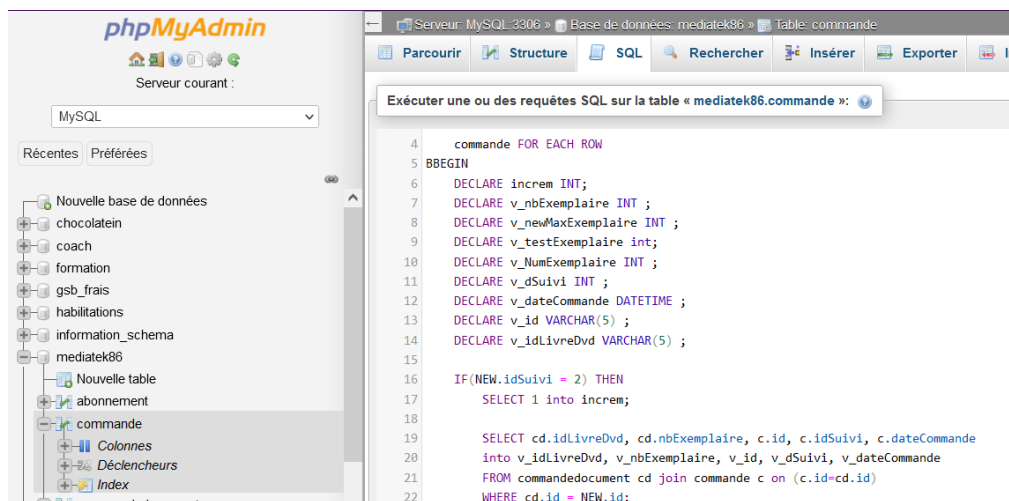 phpMyAdmin
Serveur courant :
MySQL
Récentes Préférées
Nouvelle base de données
chocolatein
coach
formation
gsb_frais
habilitations
information_schema
mediatek86
Nouvelle table
abonnement
commande
Colonnes
Déclencheurs
Index
Serveur: MySQL:3306 » Base de données: mediatek86 » Table: commande
Parcourir Structure SQL Rechercher Insérer Exporter
Exécuter une ou des requêtes SQL sur la table « mediatek86.commande »:
4 commande FOR EACH ROW
5 BBEGIN
6 DECLARE increm INT;
7 DECLARE v_nbExemplaire INT ;
8 DECLARE v_newMaxExemplaire INT ;
9 DECLARE v_testExemplaire int;
10 DECLARE v_NumExemplaire INT ;
11 DECLARE v_dSuivi INT ;
12 DECLARE v_dateCommande DATETIME ;
13 DECLARE v_id VARCHAR(5) ;
14 DECLARE v_idLivreDvd VARCHAR(5) ;
15
16 IF(NEW.idSuivi = 2) THEN
17 SELECT 1 into increm;
18
19 SELECT cd.idLivreDvd, cd.nbExemplaire, c.id, c.idSuivi, c.dateCommande
20 into v_idLivreDvd, v_nbExemplaire, v_id, v_dSuivi, v_dateCommande
21 FROM commandedocument cd join commande c on (c.id=cd.id)
22 WHERE cd.id = NEW.id;